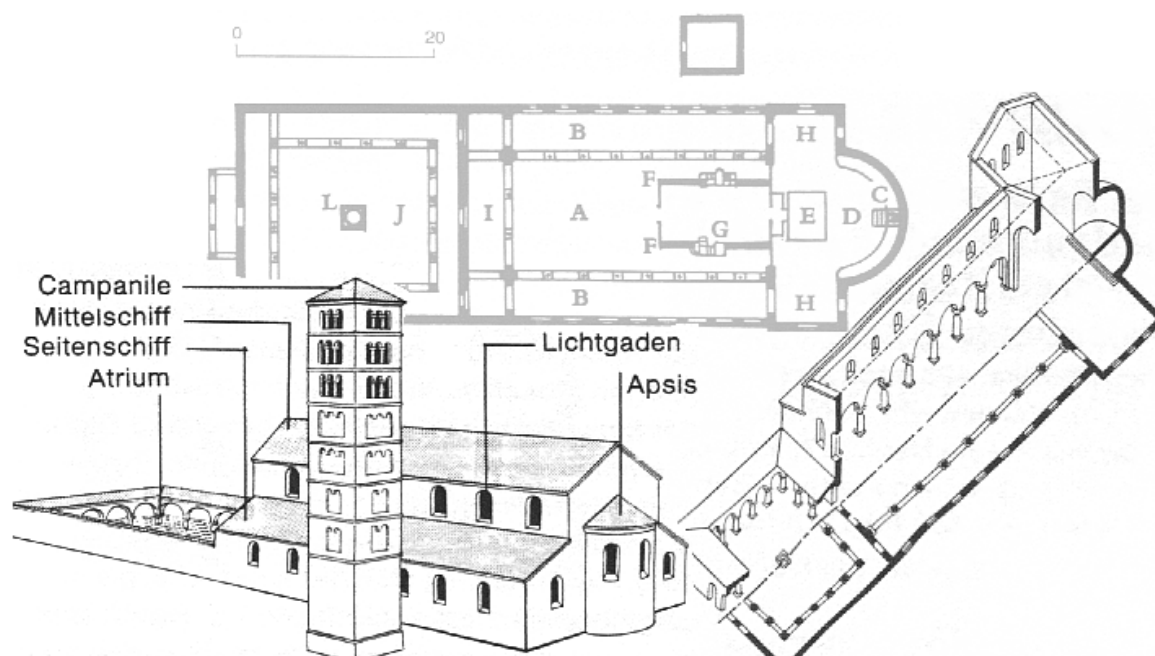 0 20
B H
F C
L J I A E D
F G
B H
Campanile
Mittelschiff
Seitenschiff
Atrium
Lichtgaden
Apsis